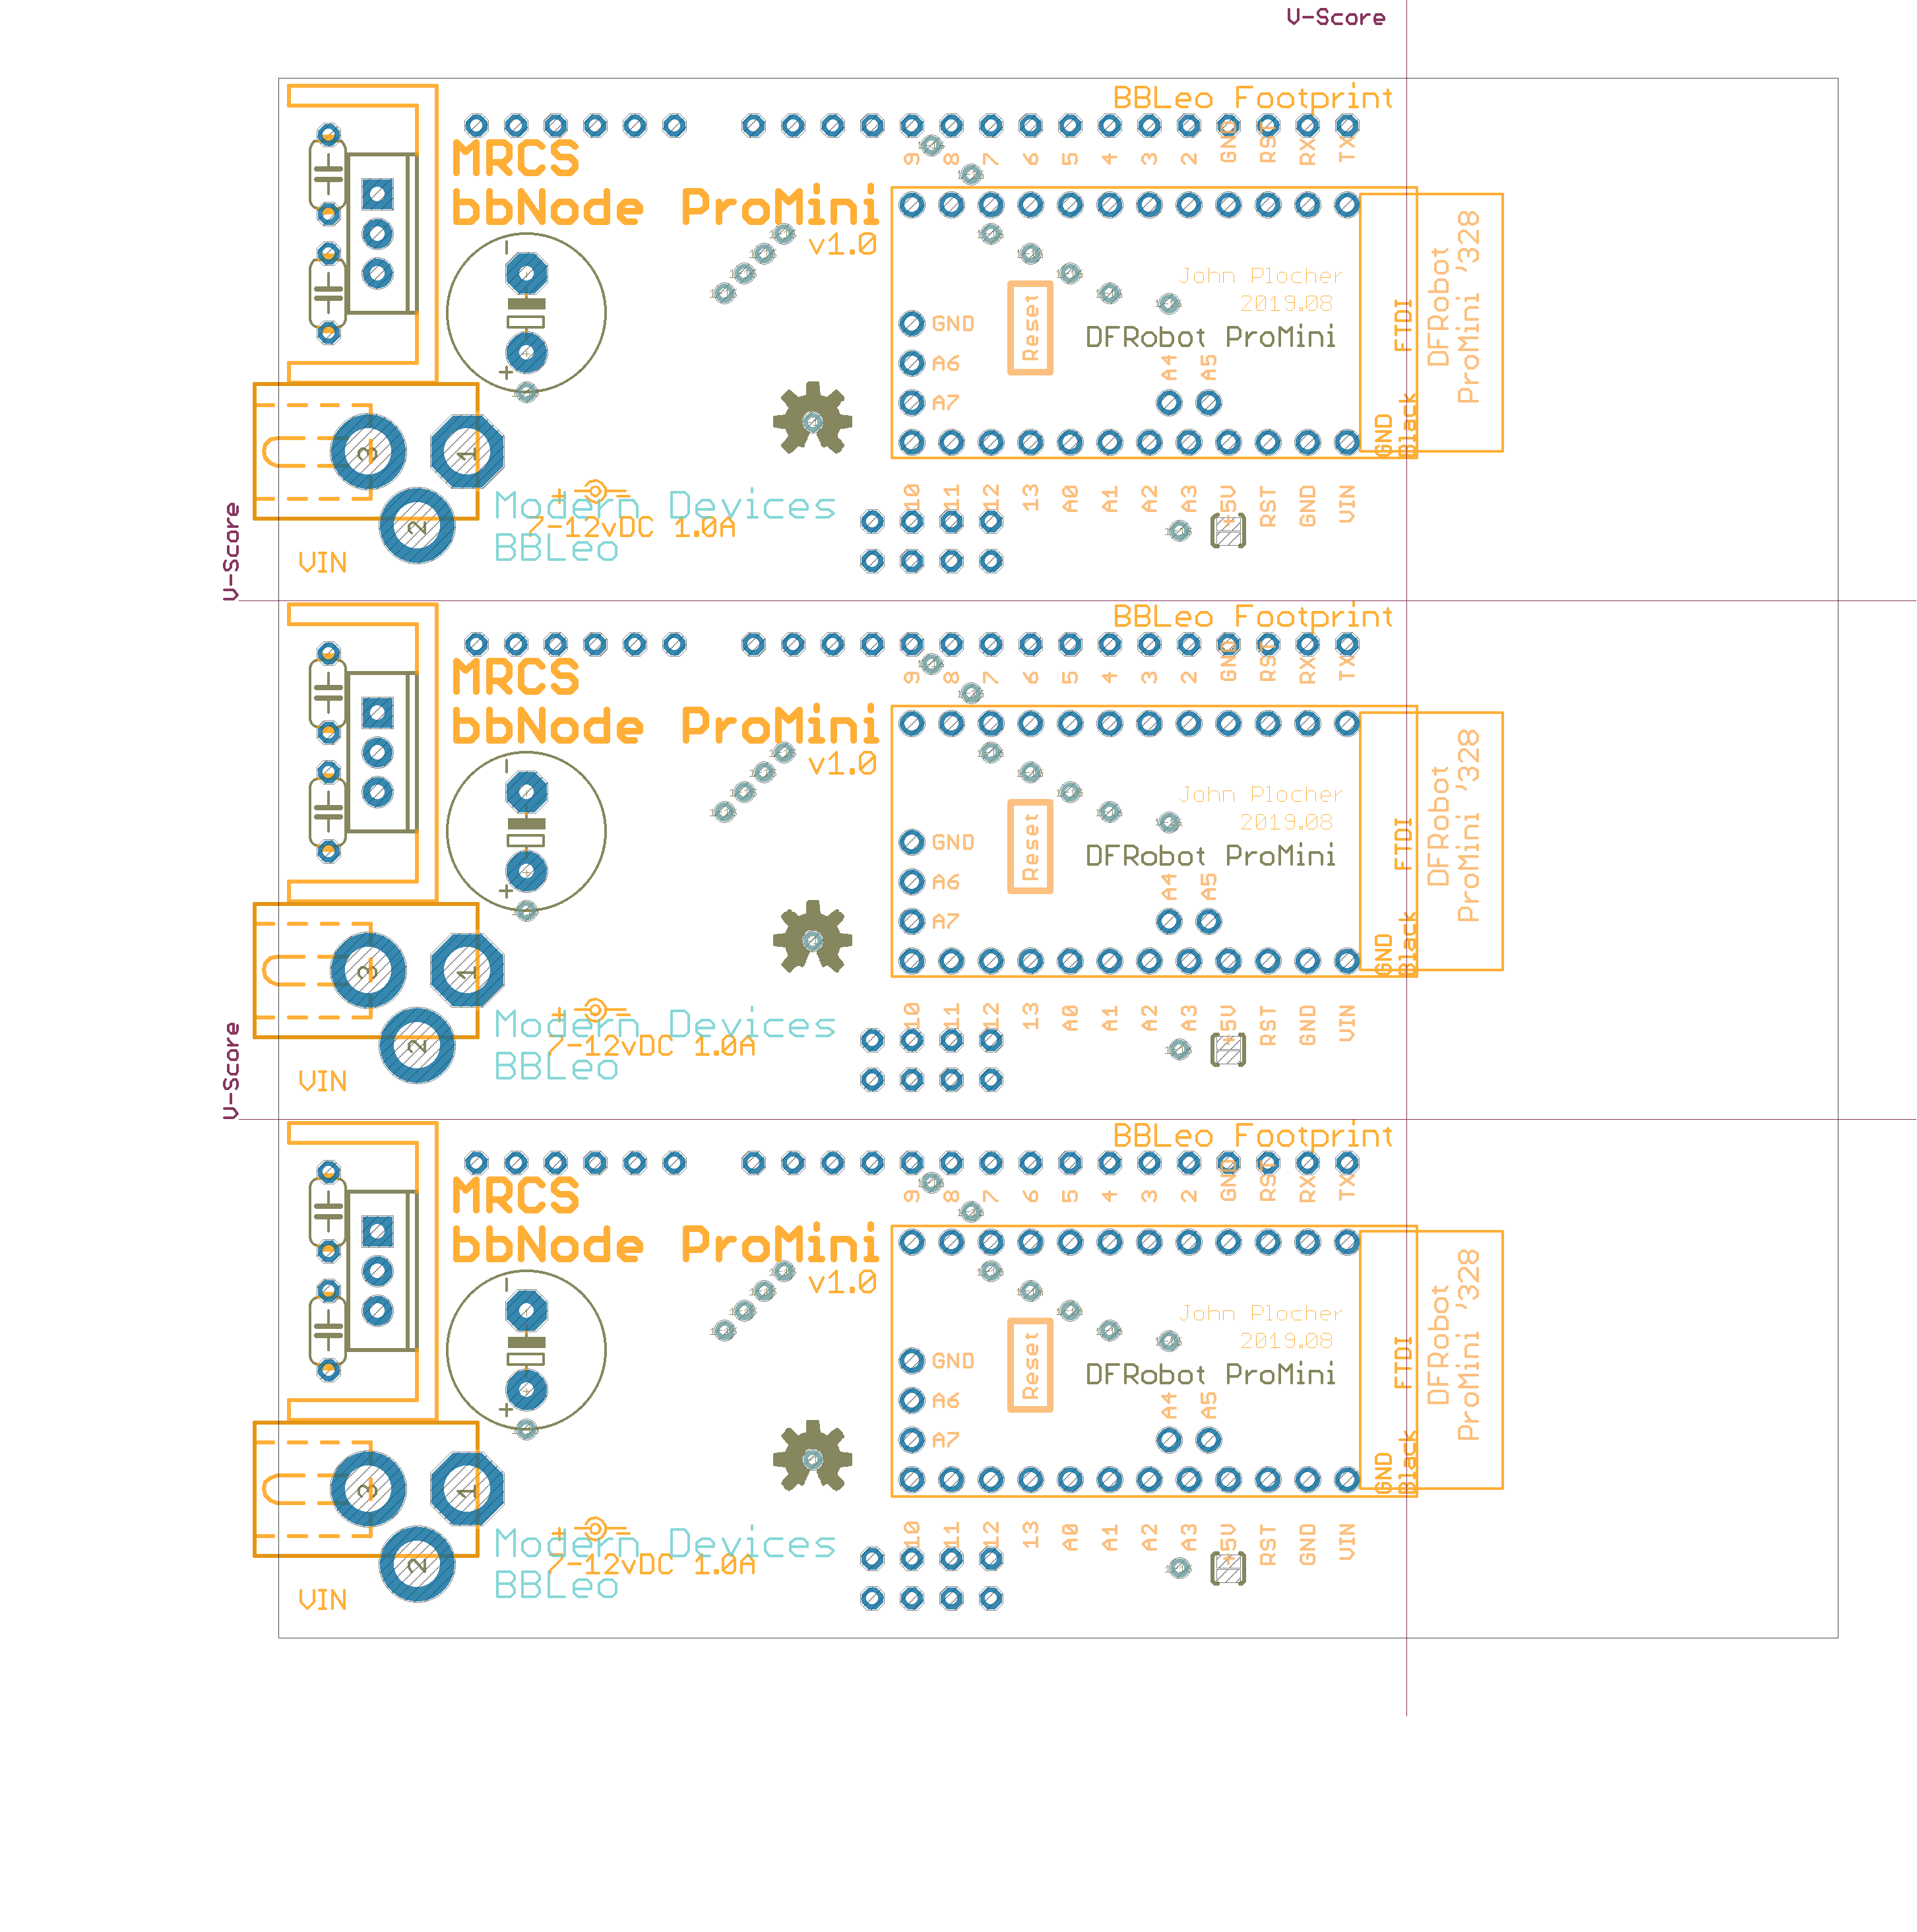 V-Score
BBLeo Footprint
MRCS
9 8 7 6 5 4 3 2 GND RST RX TX
bbNode ProMini
v1.0
John Plocher
2019.08
DFRobot ProMini
GND
A6
A7
Reset
A4 A5
FTDI
GND
Black
DFRobot
ProMini '328
-
+
3 1
2
10 11 12 13 A0 A1 A2 A3 +5V RST GND VIN
+ -
Modern Devices
7-12vDC 1.0A
BBLeo
VIN
V-Score
BBLeo Footprint
MRCS
9 8 7 6 5 4 3 2 GND RST RX TX
bbNode ProMini
v1.0
John Plocher
2019.08
DFRobot ProMini
GND
A6
A7
Reset
A4 A5
FTDI
GND
Black
DFRobot
ProMini '328
-
+
3 1
2
10 11 12 13 A0 A1 A2 A3 +5V RST GND VIN
+ -
Modern Devices
7-12vDC 1.0A
BBLeo
VIN
V-Score
BBLeo Footprint
MRCS
9 8 7 6 5 4 3 2 GND RST RX TX
bbNode ProMini
v1.0
John Plocher
2019.08
DFRobot ProMini
GND
A6
A7
Reset
A4 A5
FTDI
GND
Black
DFRobot
ProMini '328
-
+
3 1
2
10 11 12 13 A0 A1 A2 A3 +5V RST GND VIN
+ -
Modern Devices
7-12vDC 1.0A
BBLeo
VIN